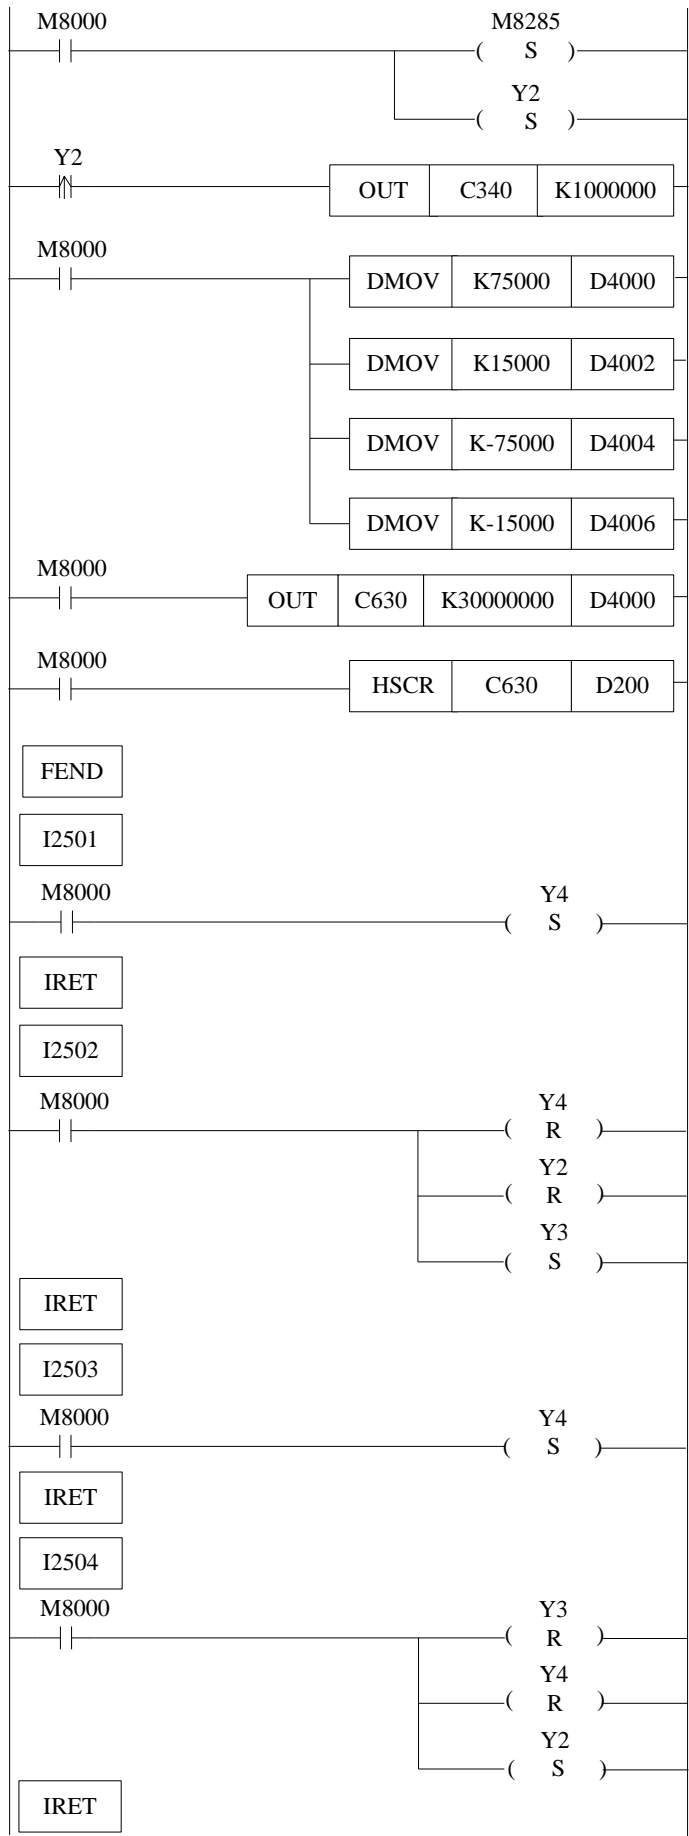 M8000 M8285
( S )
Y2
( S )
Y2
OUT C340 K1000000
M8000
DMOV K75000 D4000
DMOV K15000 D4002
DMOV K-75000 D4004
DMOV K-15000 D4006
M8000
OUT C630 K30000000 D4000
M8000
HSCR C630 D200
FEND
I2501
M8000 Y4
( S )
IRET
I2502
M8000 Y4
( R )
Y2
( R )
Y3
( S )
IRET
I2503
M8000 Y4
( S )
IRET
I2504
M8000 Y3
( R )
Y4
( R )
Y2
( S )
IRET